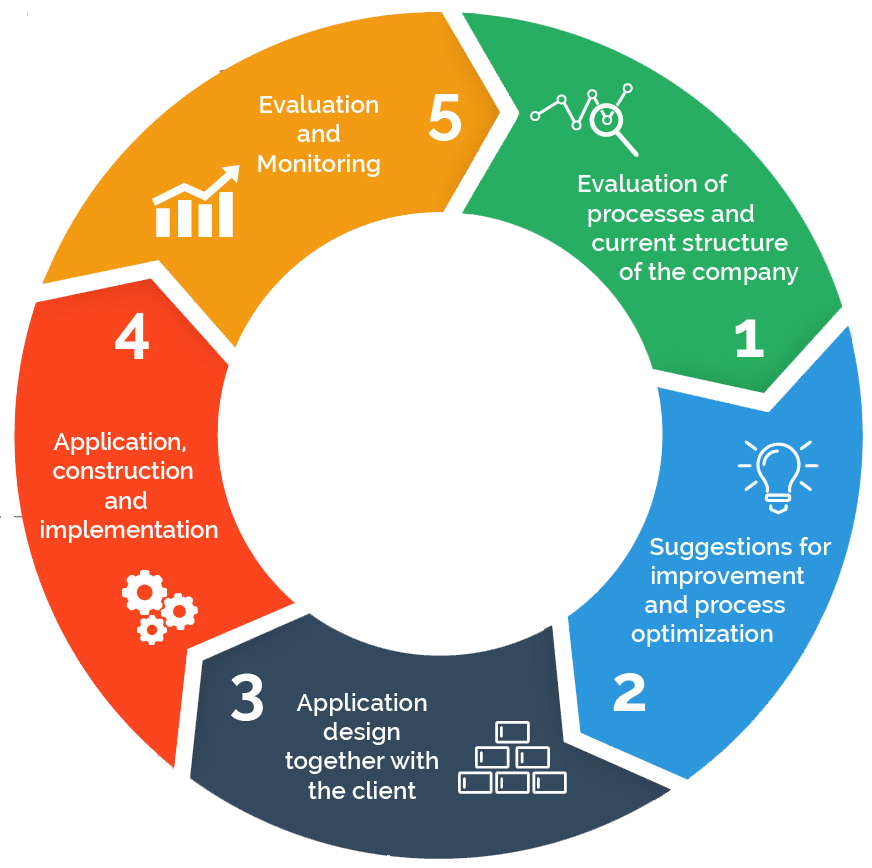 Evaluation of
processes and
current structure
of the company
1
Suggestions for
improvement
and process
optimization
2
3
Application
design
together with
the client
4
Application,
construction
and
implementation
Evaluation
and
Monitoring
5